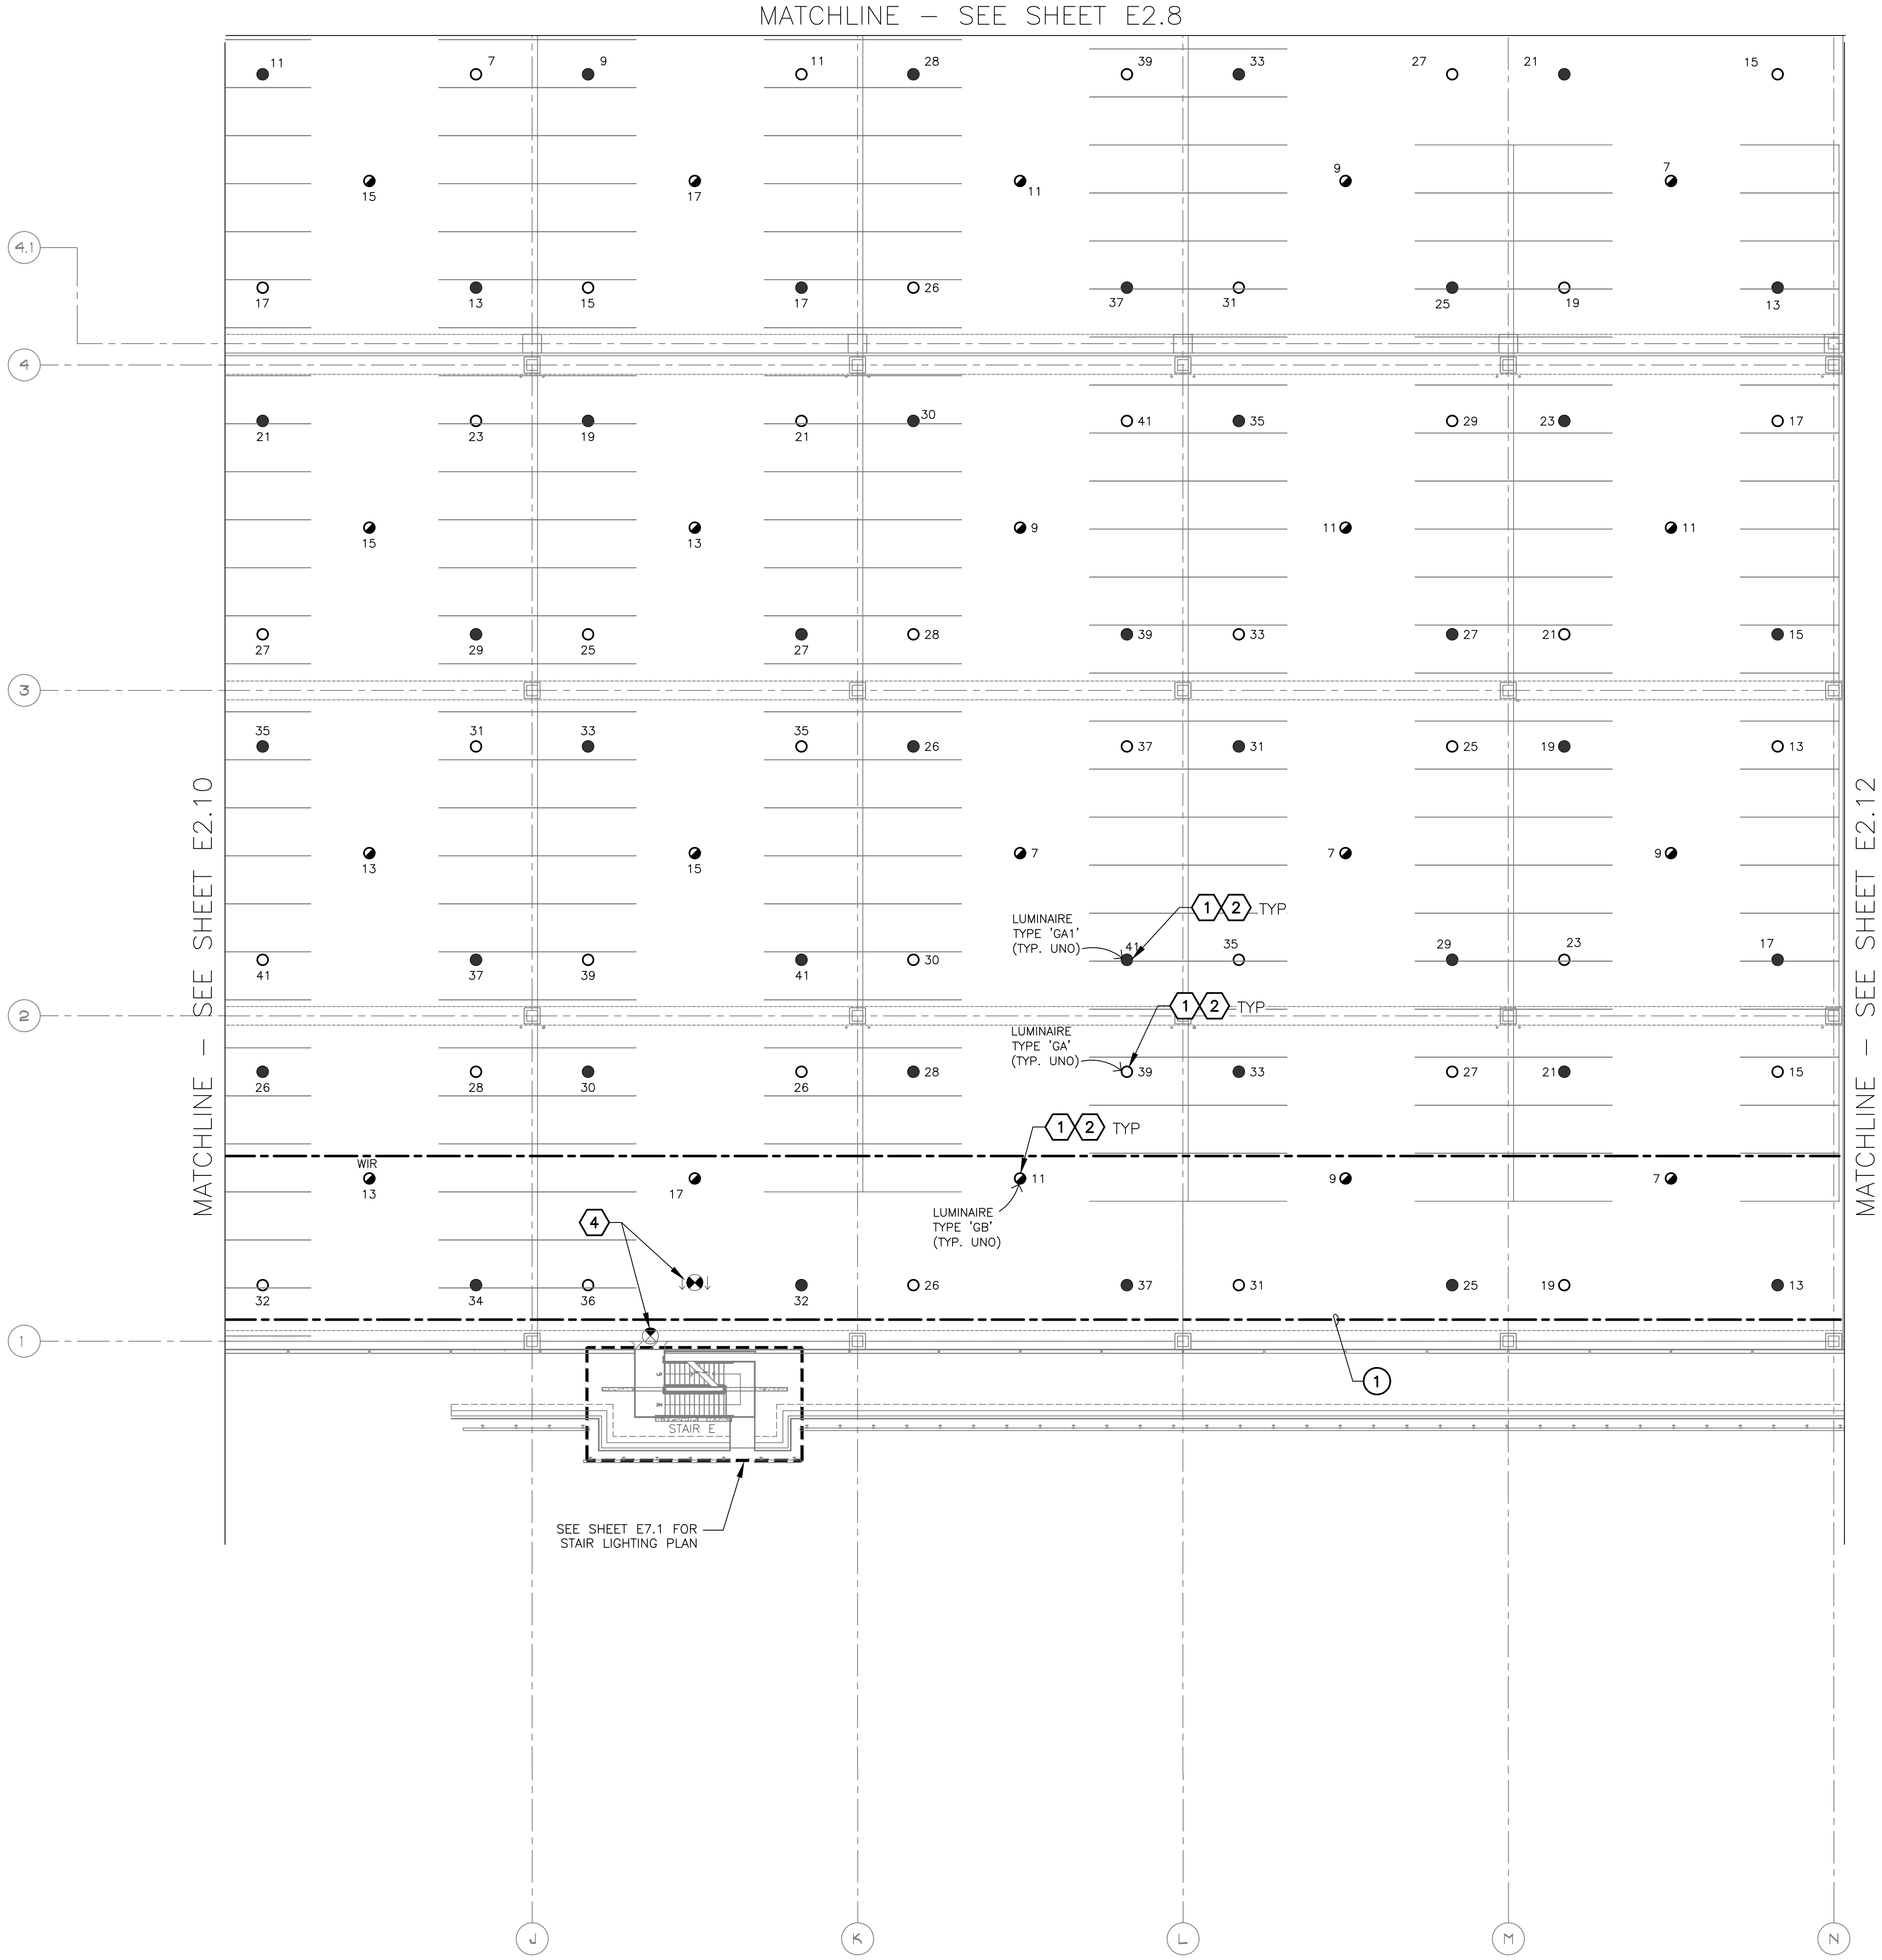 MATCHLINE – SEE SHEET E2.8
11 7 9 11 28 39 33 27 21 15
15 17 11 9 7
4.1
17 13 15 17 26 37 31 25 19 13
4
21 23 19 21 30 41 35 29 23 17
15 13 9 11 11
27 29 25 27 28 39 33 27 21 15
3
35 31 33 35 26 37 31 25 19 13
MATCHLINE – SEE SHEET E2.10
MATCHLINE – SEE SHEET E2.12
13 15 7 7 9
1 2 TYP
LUMINAIRE
TYPE 'GA1'
(TYP. UNO)
41 37 39 41 30 41 35 29 23 17
2
1 2 TYP
LUMINAIRE
TYPE 'GA'
(TYP. UNO)
26 28 30 26 28 39 33 27 21 15
1 2 TYP
WIR
13 17 11 9 7
LUMINAIRE
TYPE 'GB'
(TYP. UNO)
4
32 34 36 32 26 37 31 25 19 13
1
1
UP
DN
STAIR E
SEE SHEET E7.1 FOR
STAIR LIGHTING PLAN
J K L M N